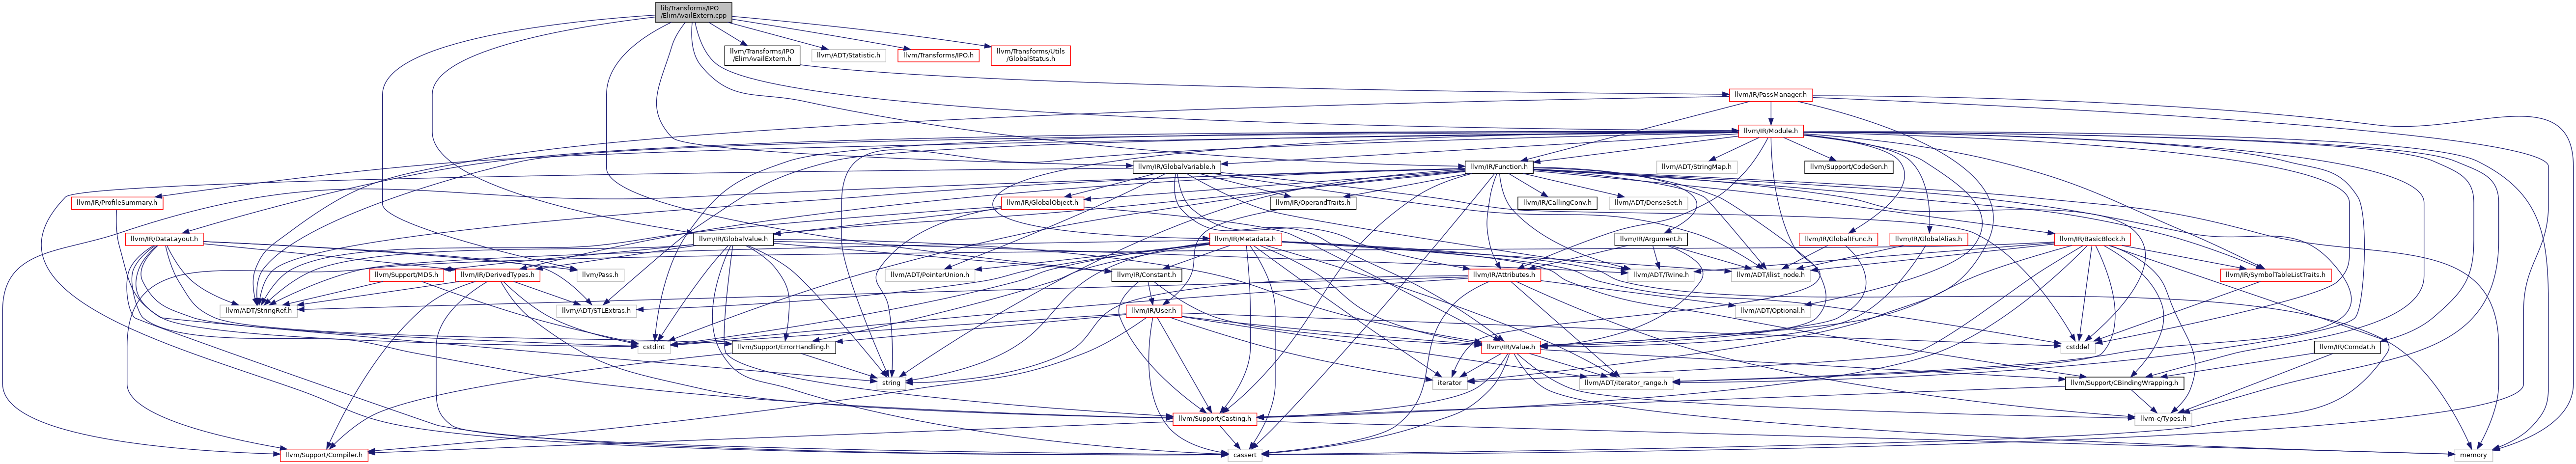 lib/Transforms/IPO
/ElimAvailExtern.cpp
llvm/Transforms/IPO
/ElimAvailExtern.h
llvm/ADT/Statistic.h
llvm/Transforms/IPO.h
llvm/Transforms/Utils
/GlobalStatus.h
llvm/IR/PassManager.h
llvm/IR/Module.h
llvm/IR/GlobalVariable.h
llvm/IR/Function.h
llvm/ADT/StringMap.h
llvm/Support/CodeGen.h
llvm/IR/ProfileSummary.h
llvm/IR/GlobalObject.h
llvm/IR/OperandTraits.h
llvm/IR/CallingConv.h
llvm/ADT/DenseSet.h
llvm/IR/DataLayout.h
llvm/IR/GlobalValue.h
llvm/IR/Metadata.h
llvm/IR/Argument.h
llvm/IR/GlobalIFunc.h
llvm/IR/GlobalAlias.h
llvm/IR/BasicBlock.h
llvm/Support/MD5.h
llvm/IR/DerivedTypes.h
llvm/Pass.h
llvm/ADT/PointerUnion.h
llvm/IR/Constant.h
llvm/IR/Attributes.h
llvm/ADT/Twine.h
llvm/ADT/ilist_node.h
llvm/IR/SymbolTableListTraits.h
llvm/ADT/StringRef.h
llvm/ADT/STLExtras.h
llvm/IR/User.h
llvm/ADT/Optional.h
cstdint
llvm/Support/ErrorHandling.h
llvm/IR/Value.h
cstddef
llvm/IR/Comdat.h
string
iterator
llvm/ADT/iterator_range.h
llvm/Support/CBindingWrapping.h
llvm/Support/Casting.h
llvm-c/Types.h
llvm/Support/Compiler.h
cassert
memory